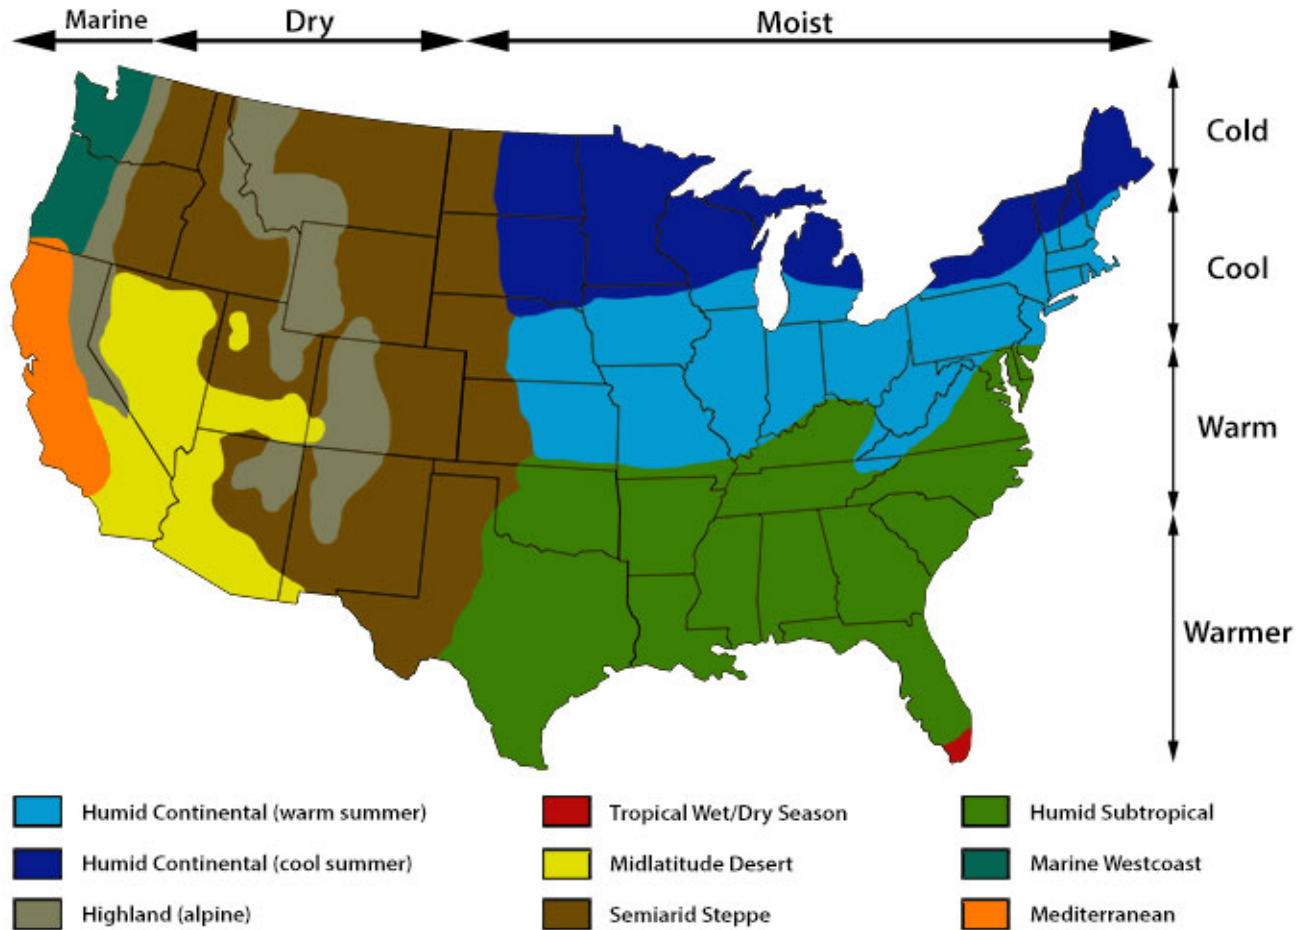 Marine
Dry
Moist
Cold
Cool
Warm
Warmer
Humid Continental (warm summer)
Tropical Wet/Dry Season
Humid Subtropical
Humid Continental (cool summer)
Midlatitude Desert
Marine Westcoast
Highland (alpine)
Semiarid Steppe
Mediterranean